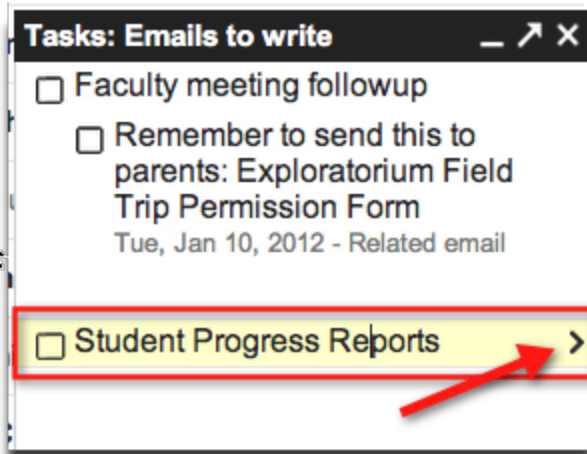 Tasks: Emails to write
Faculty meeting followup
Remember to send this to
parents: Exploratorium Field
Trip Permission Form
Tue, Jan 10, 2012 - Related email
Student Progress Reports